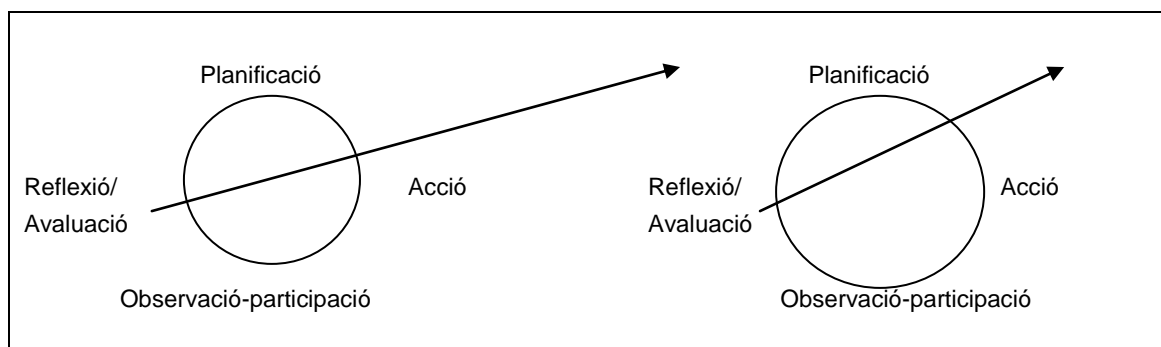 Planificació
Reflexió/
Avaluació
Acció
Observació-participació
Planificació
Reflexió/
Avaluació
Acció
Observació-participació